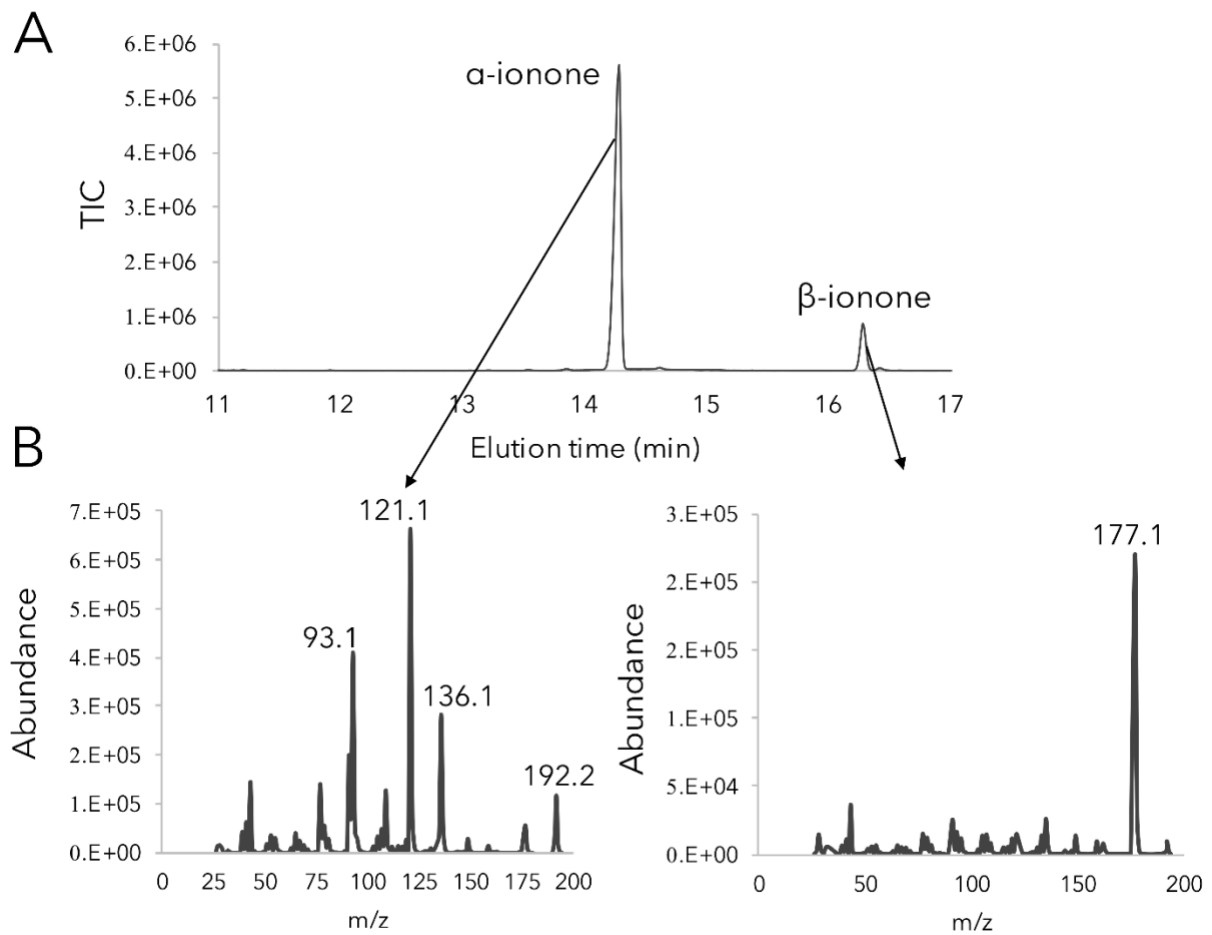 A
6.E+06
5.E+06
4.E+06
3.E+06
2.E+06
1.E+06
0.E+00
TIC
α-ionone
β-ionone
11 12 13 14 15 16 17
Elution time (min)
B
7.E+05
6.E+05
5.E+05
4.E+05
3.E+05
2.E+05
1.E+05
0.E+00
Abundance
121.1
93.1
136.1
192.2
0 25 50 75 100 125 150 175 200
m/z
3.E+05
2.E+05
2.E+05
1.E+05
5.E+04
0.E+00
Abundance
177.1
0 50 100 150 200
m/z